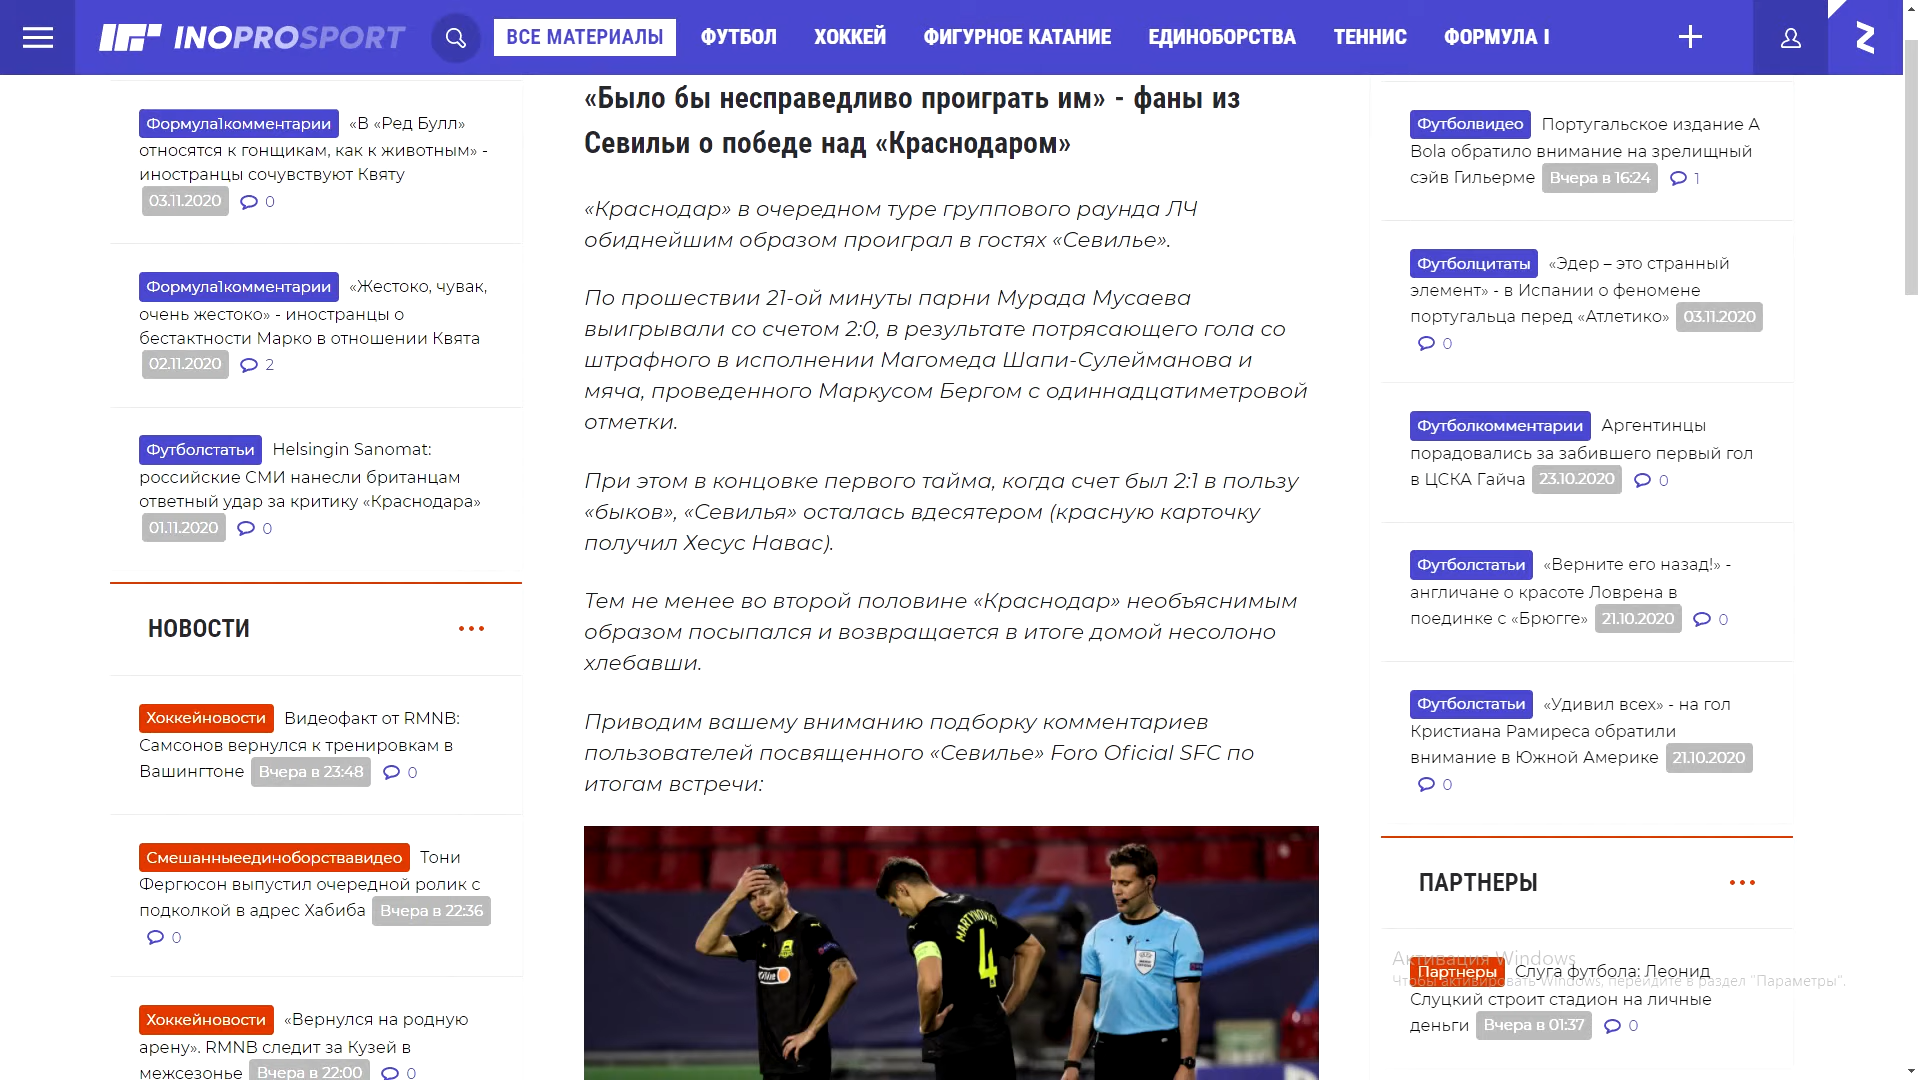 INOPROSPORT
ВСЕ МАТЕРИАЛЫ
ФУТБОЛ
ХОККЕЙ
ФИГУРНОЕ КАТАНИЕ
ЕДИНОБОРСТВА
ТЕННИС
ФОРМУЛА I
Формула1комментарии «В «Ред Булл»
относятся к гонщикам, как к животным» -
иностранцы сочувствуют Квяту
03.11.2020 0
Формула1комментарии «Жестоко, чувак,
очень жестоко» - иностранцы о
бестактности Марко в отношении Квята
02.11.2020 2
Футболстатьи Helsingin Sanomat:
российские СМИ нанесли британцам
ответный удар за критику «Краснодара»
01.11.2020 0
НОВОСТИ
Хоккейновости Видеофакт от RMNB:
Самсонов вернулся к тренировкам в
Вашингтоне Вчера в 23:48 0
Смешанныеединоборствавидео Тони
Фергюсон выпустил очередной ролик с
подколкой в адрес Хабиба Вчера в 22:36
0
Хоккейновости «Вернулся на родную
арену». RMNB следит за Кузей в
межсезонье Вчера в 22:00 0
«Было бы несправедливо проиграть им» - фаны из
Севильи о победе над «Краснодаром»
«Краснодар» в очередном туре группового раунда ЛЧ
обиднейшим образом проиграл в гостях «Севилье».
По прошествии 21-ой минуты парни Мурада Мусаева
выигрывали со счетом 2:0, в результате потрясающего гола со
штрафного в исполнении Магомеда Шапи-Сулейманова и
мяча, проведенного Маркусом Бергом с одиннадцатиметровой
отметки.
При этом в концовке первого тайма, когда счет был 2:1 в пользу
«быков», «Севилья» осталась вдесятером (красную карточку
получил Хесус Навас).
Тем не менее во второй половине «Краснодар» необъяснимым
образом посыпался и возвращается в итоге домой несолоно
хлебавши.
Приводим вашему вниманию подборку комментариев
пользователей посвященного «Севилье» Foro Oficial SFC по
итогам встречи:
MARTYNOVICH
4
Футболвидео Португальское издание A
Bola обратило внимание на зрелищный
сэйв Гильерме Вчера в 16:24 1
Футболцитаты «Эдер – это странный
элемент» - в Испании о феномене
португальца перед «Атлетико» 03.11.2020
0
Футболкомментарии Аргентинцы
порадовались за забившего первый гол
в ЦСКА Гайча 23.10.2020 0
Футболстатьи «Верните его назад!» -
англичане о красоте Ловрена в
поединке с «Брюгге» 21.10.2020 0
Футболстатьи «Удивил всех» - на гол
Кристиана Рамиреса обратили
внимание в Южной Америке 21.10.2020
0
ПАРТНЕРЫ
Активация Windows
Чтобы активировать Windows, перейдите в раздел "Параметры".
Партнеры Слуга футбола: Леонид
Слуцкий строит стадион на личные
деньги Вчера в 01:37 0